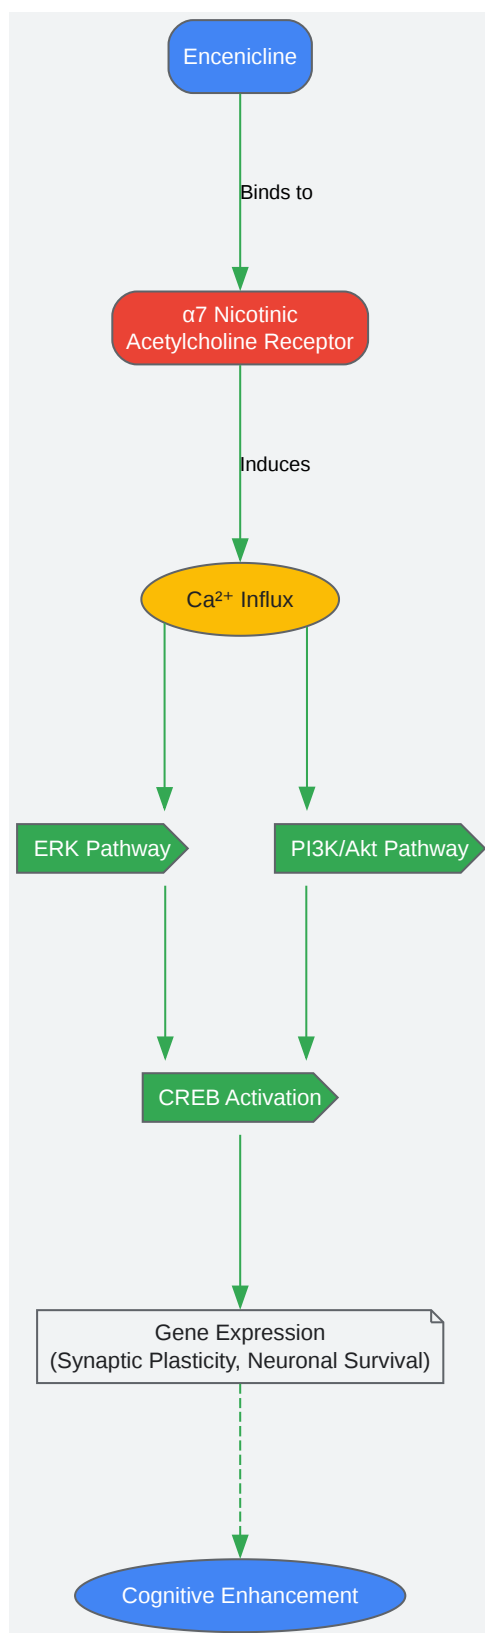 Encenicline
Binds to
α7 Nicotinic
Acetylcholine Receptor
Induces
Ca²⁺ Influx
ERK Pathway
PI3K/Akt Pathway
CREB Activation
Gene Expression
(Synaptic Plasticity, Neuronal Survival)
Cognitive Enhancement